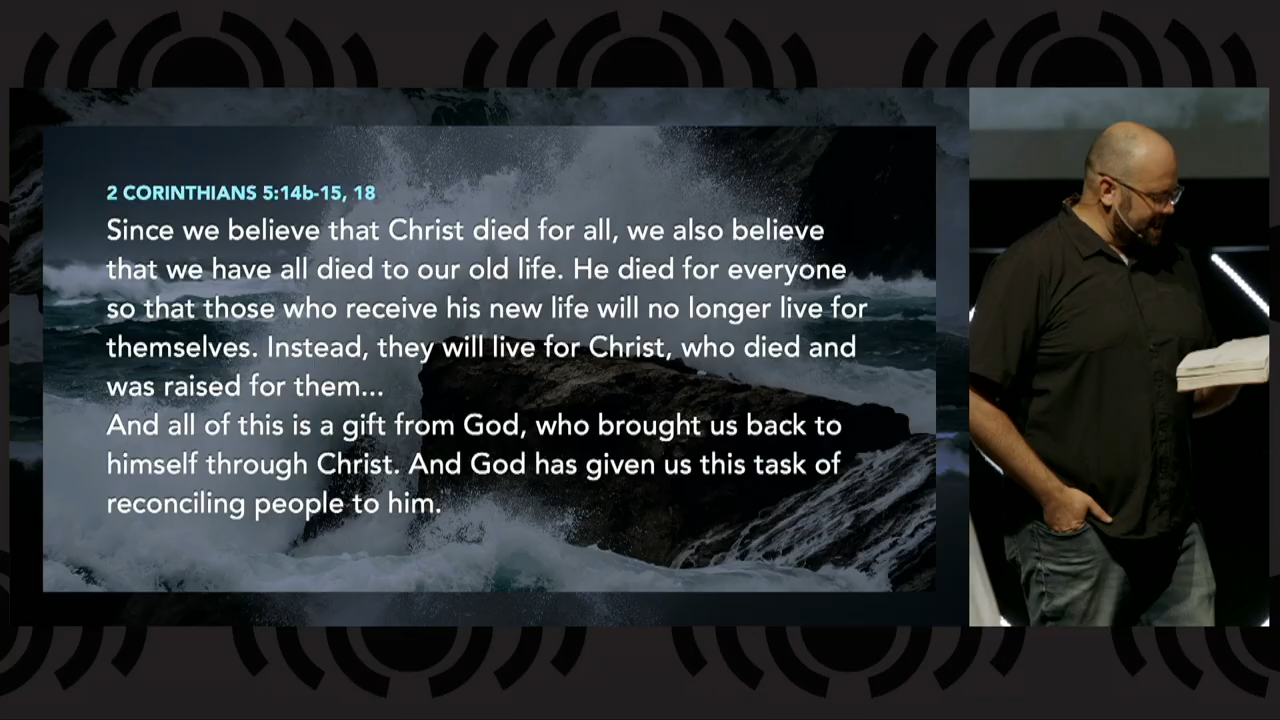 2 CORINTHIANS 5:14b-15, 18
Since we believe that Christ died for all, we also believe
that we have all died to our old life. He died for everyone
so that those who receive his new life will no longer live for
themselves. Instead, they will live for Christ, who died and
was raised for them...
And all of this is a gift from God, who brought us back to
himself through Christ. And God has given us this task of
reconciling people to him.